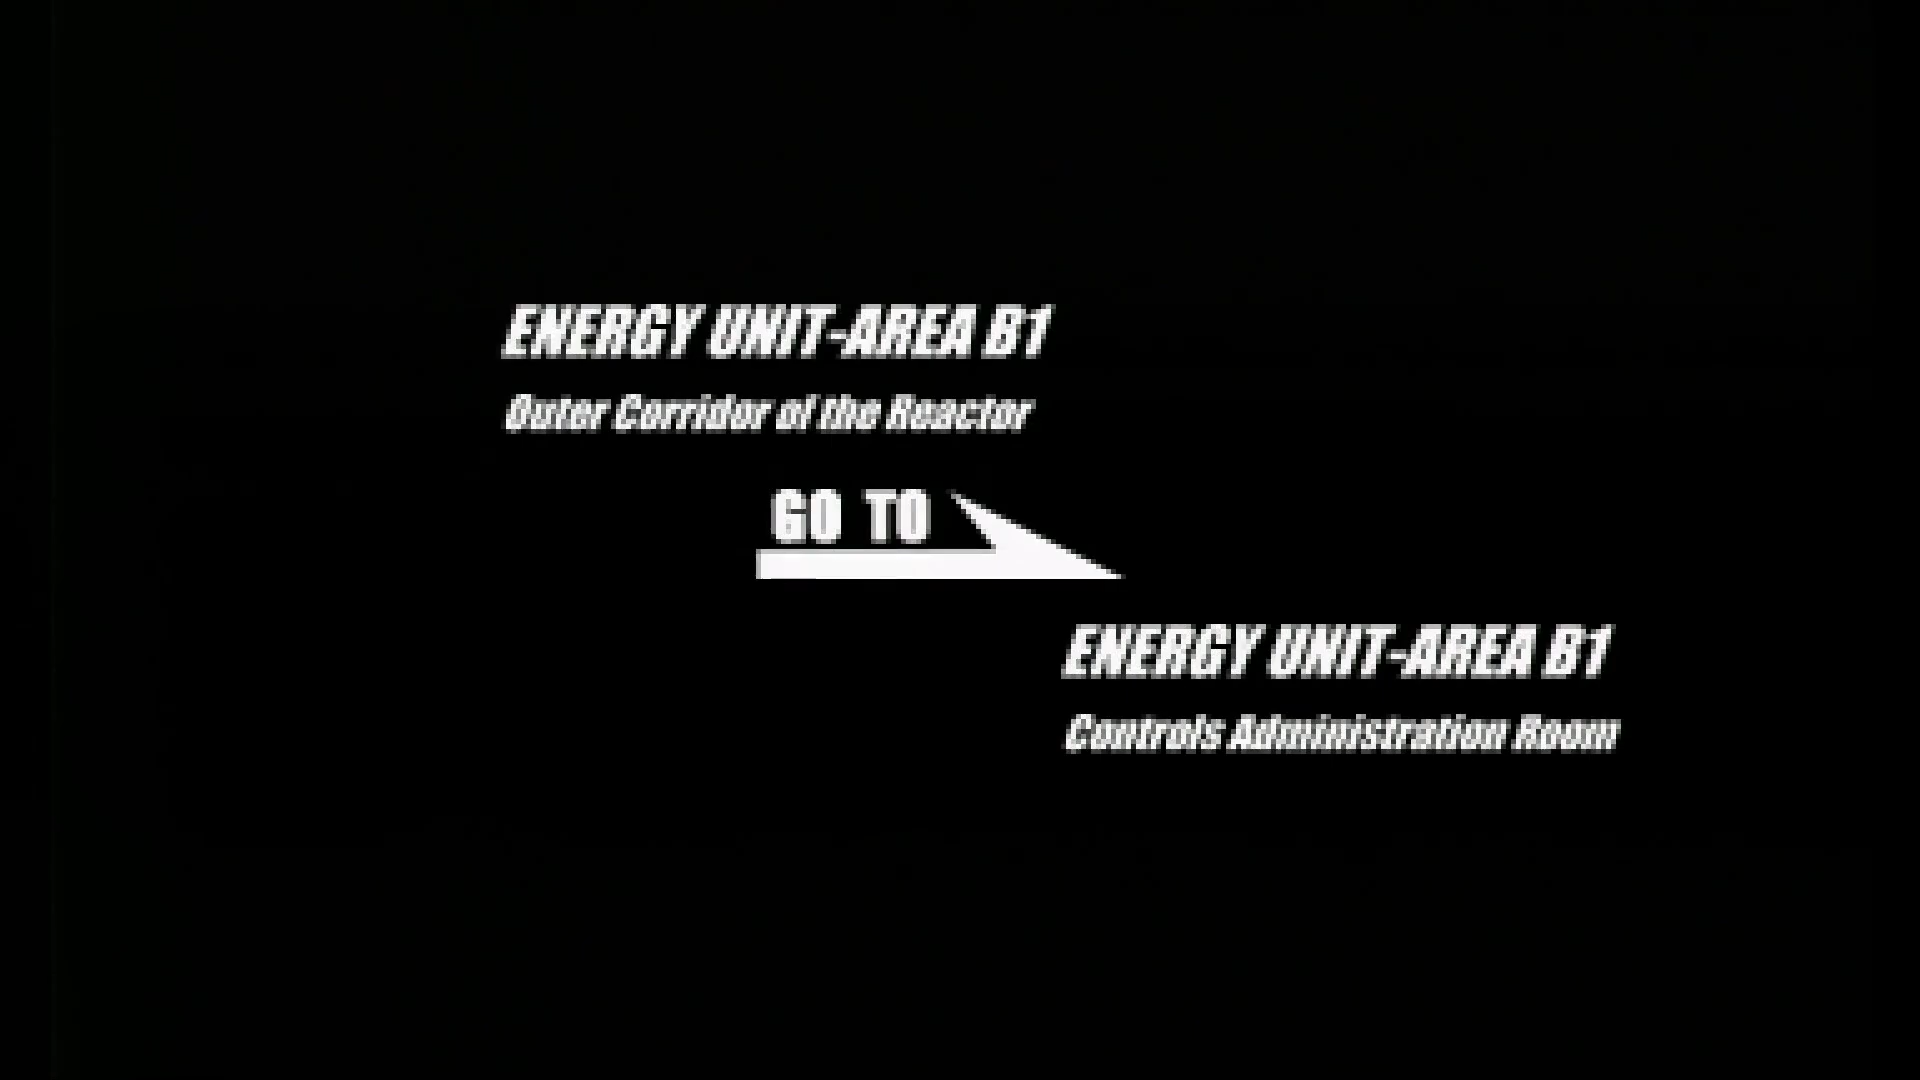 ENERGY UNIT-AREA B1
Outer Corridor of the Reactor
GO TO
ENERGY UNIT-AREA B1
Controls Administration Room